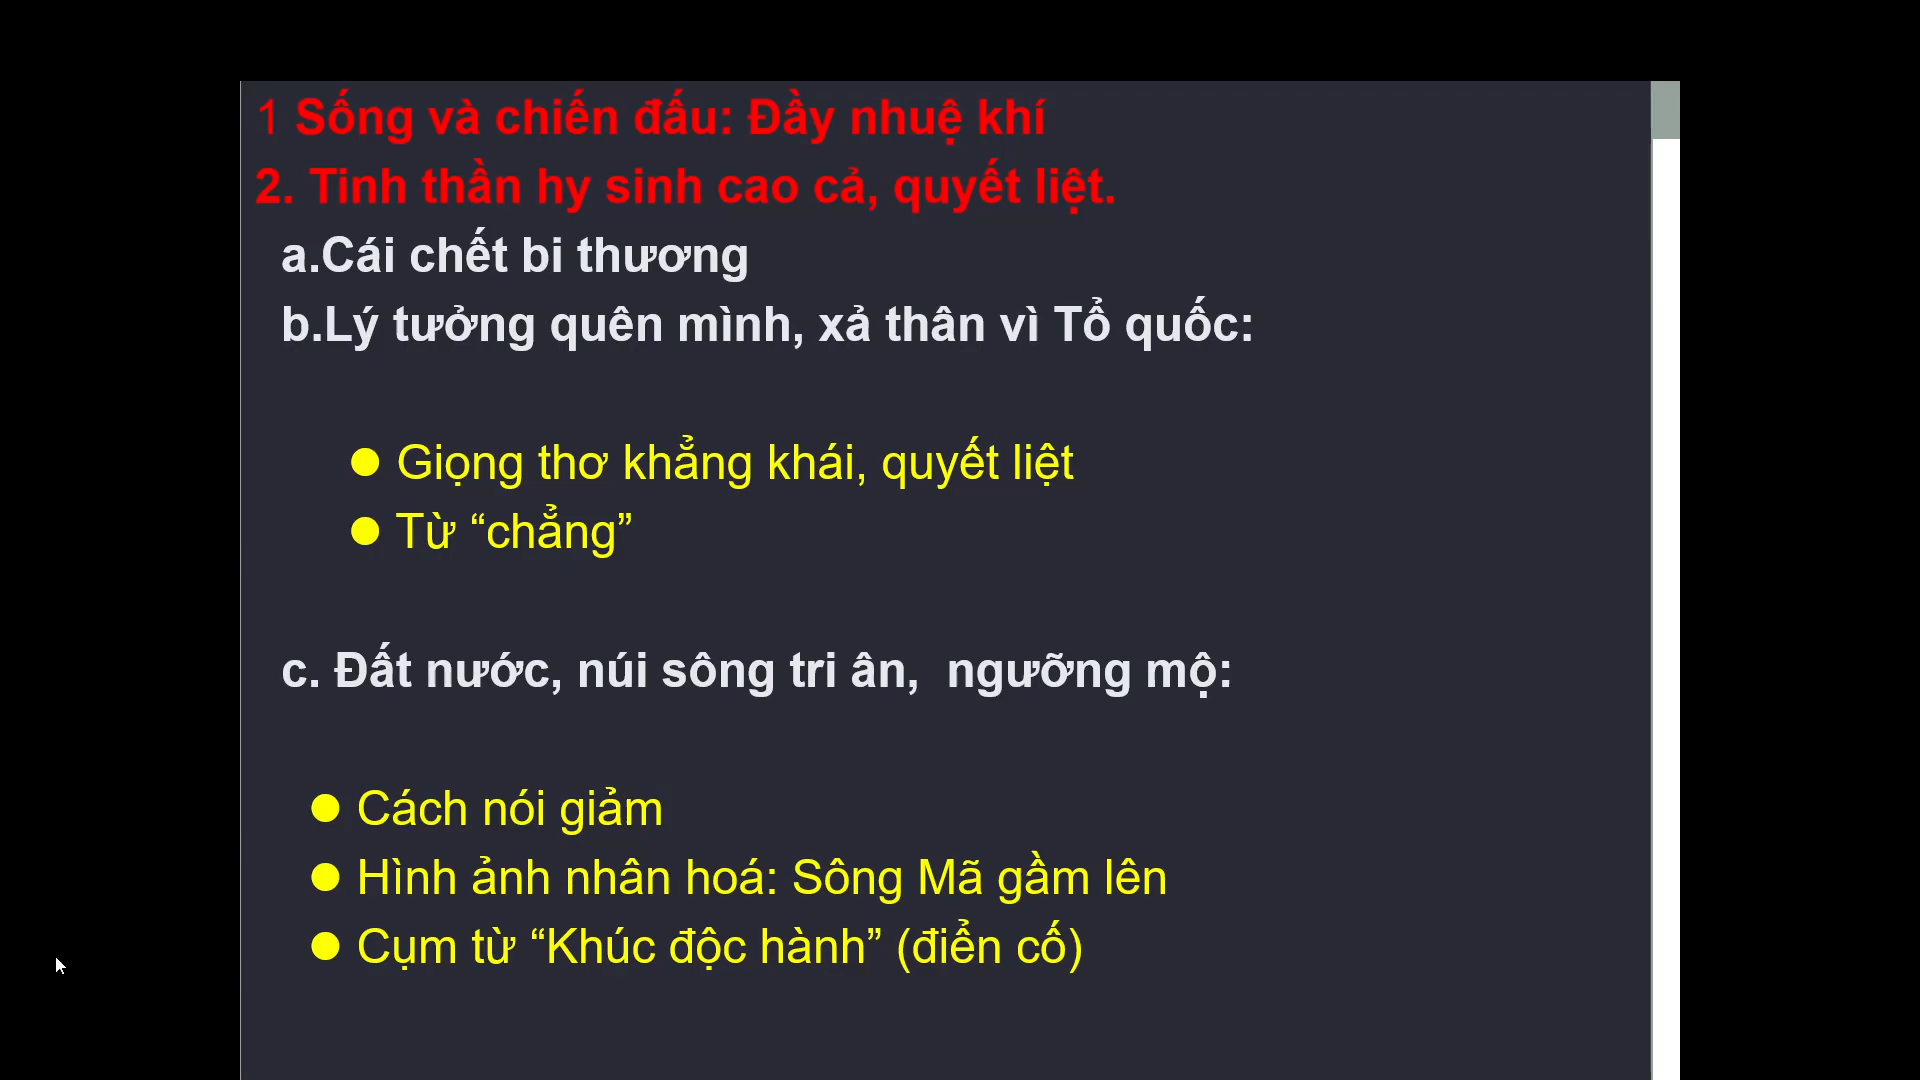 1 Sống và chiến đấu: Đầy nhuệ khí
2. Tinh thần hy sinh cao cả, quyết liệt.
a.Cái chết bi thương
b.Lý tưởng quên mình, xả thân vì Tổ quốc:
● Giọng thơ khẳng khái, quyết liệt
● Từ “chẳng”
c. Đất nước, núi sông tri ân,  ngưỡng mộ:
● Cách nói giảm
● Hình ảnh nhân hoá: Sông Mã gầm lên
● Cụm từ “Khúc độc hành” (điển cố)